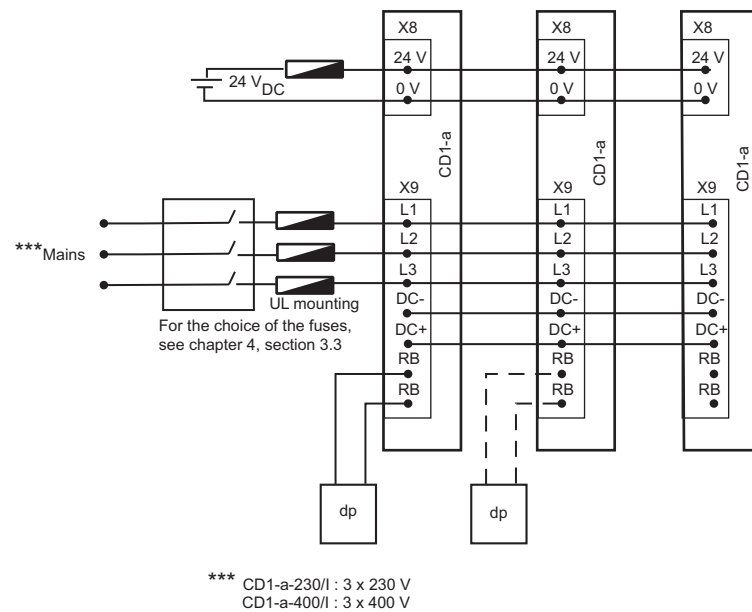 X8
X8
X8
24 V
24 V
24 V
24 VDC
0 V
0 V
0 V
CD1-a
CD1-a
CD1-a
X9
X9
X9
L1
L1
L1
L2
L2
L2
***Mains
L3
L3
L3
UL mounting
DC-
DC-
DC-
For the choice of the fuses,
see chapter 4, section 3.3
DC+
DC+
DC+
RB
RB
RB
RB
RB
RB
dp
dp
*** CD1-a-230/I : 3 x 230 V
CD1-a-400/I : 3 x 400 V